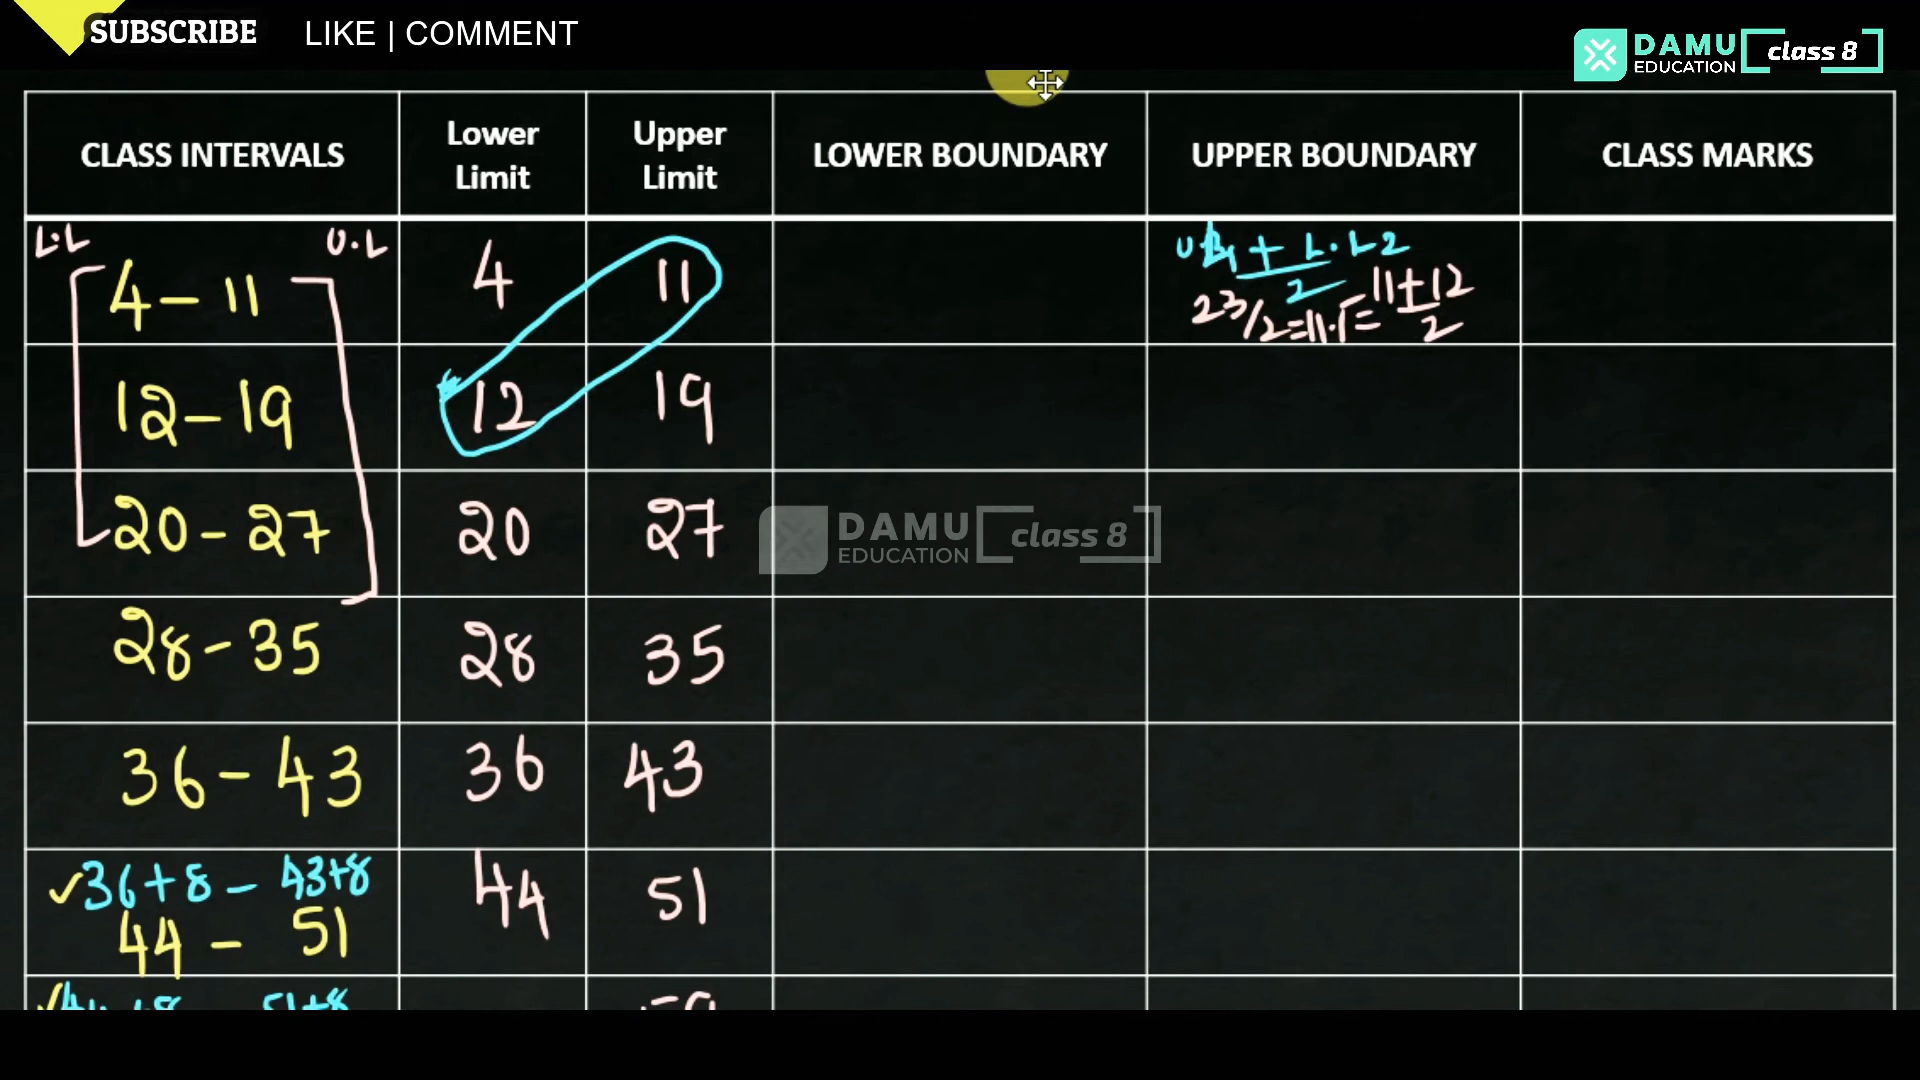 SUBSCRIBE LIKE | COMMENT
DAMU
EDUCATION
class 8
CLASS INTERVALS
Lower
Limit
Upper
Limit
LOWER BOUNDARY
UPPER BOUNDARY
CLASS MARKS
L.L U.L
4 - 11 4 11
+ L.L2
2
23/2 = 11.5 = 11+12
2
12 - 19 12 19
20 - 27 20 27
DAMU
EDUCATION
class 8
28 - 35 28 35
36 - 43 36 43
✓36+8 - 43+8
44 - 51 44 51
51+8